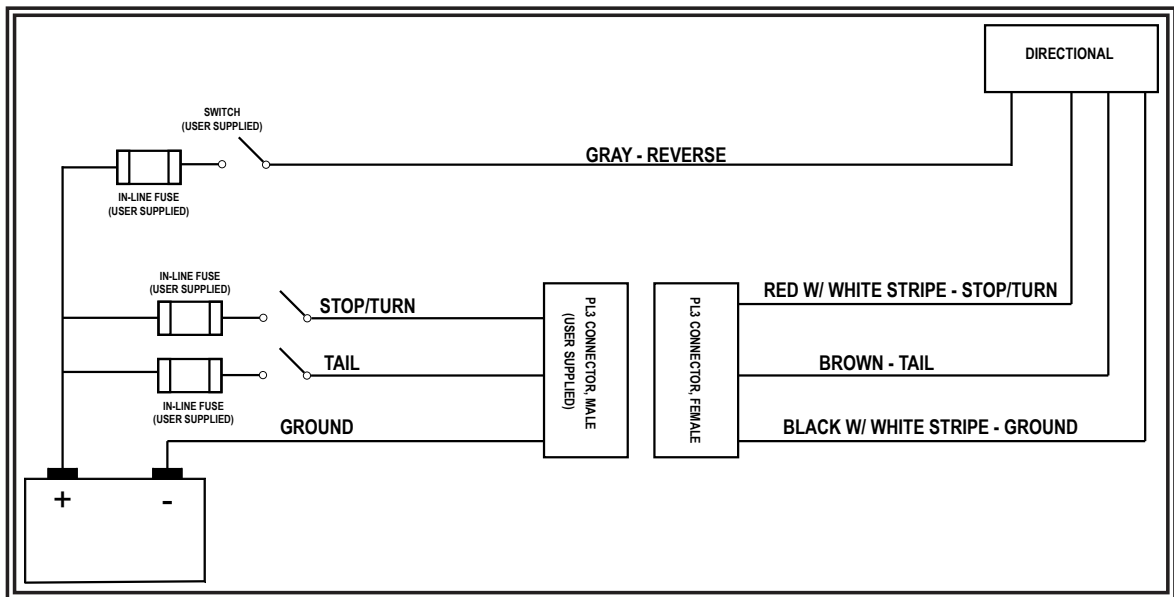 DIRECTIONAL
SWITCH
(USER SUPPLIED)
GRAY - REVERSE
IN-LINE FUSE
(USER SUPPLIED)
IN-LINE FUSE
(USER SUPPLIED)
STOP/TURN
TAIL
IN-LINE FUSE
(USER SUPPLIED)
GROUND
PL3 CONNECTOR, MALE
(USER SUPPLIED)
PL3 CONNECTOR, FEMALE
RED W/ WHITE STRIPE - STOP/TURN
BROWN - TAIL
BLACK W/ WHITE STRIPE - GROUND
+ -